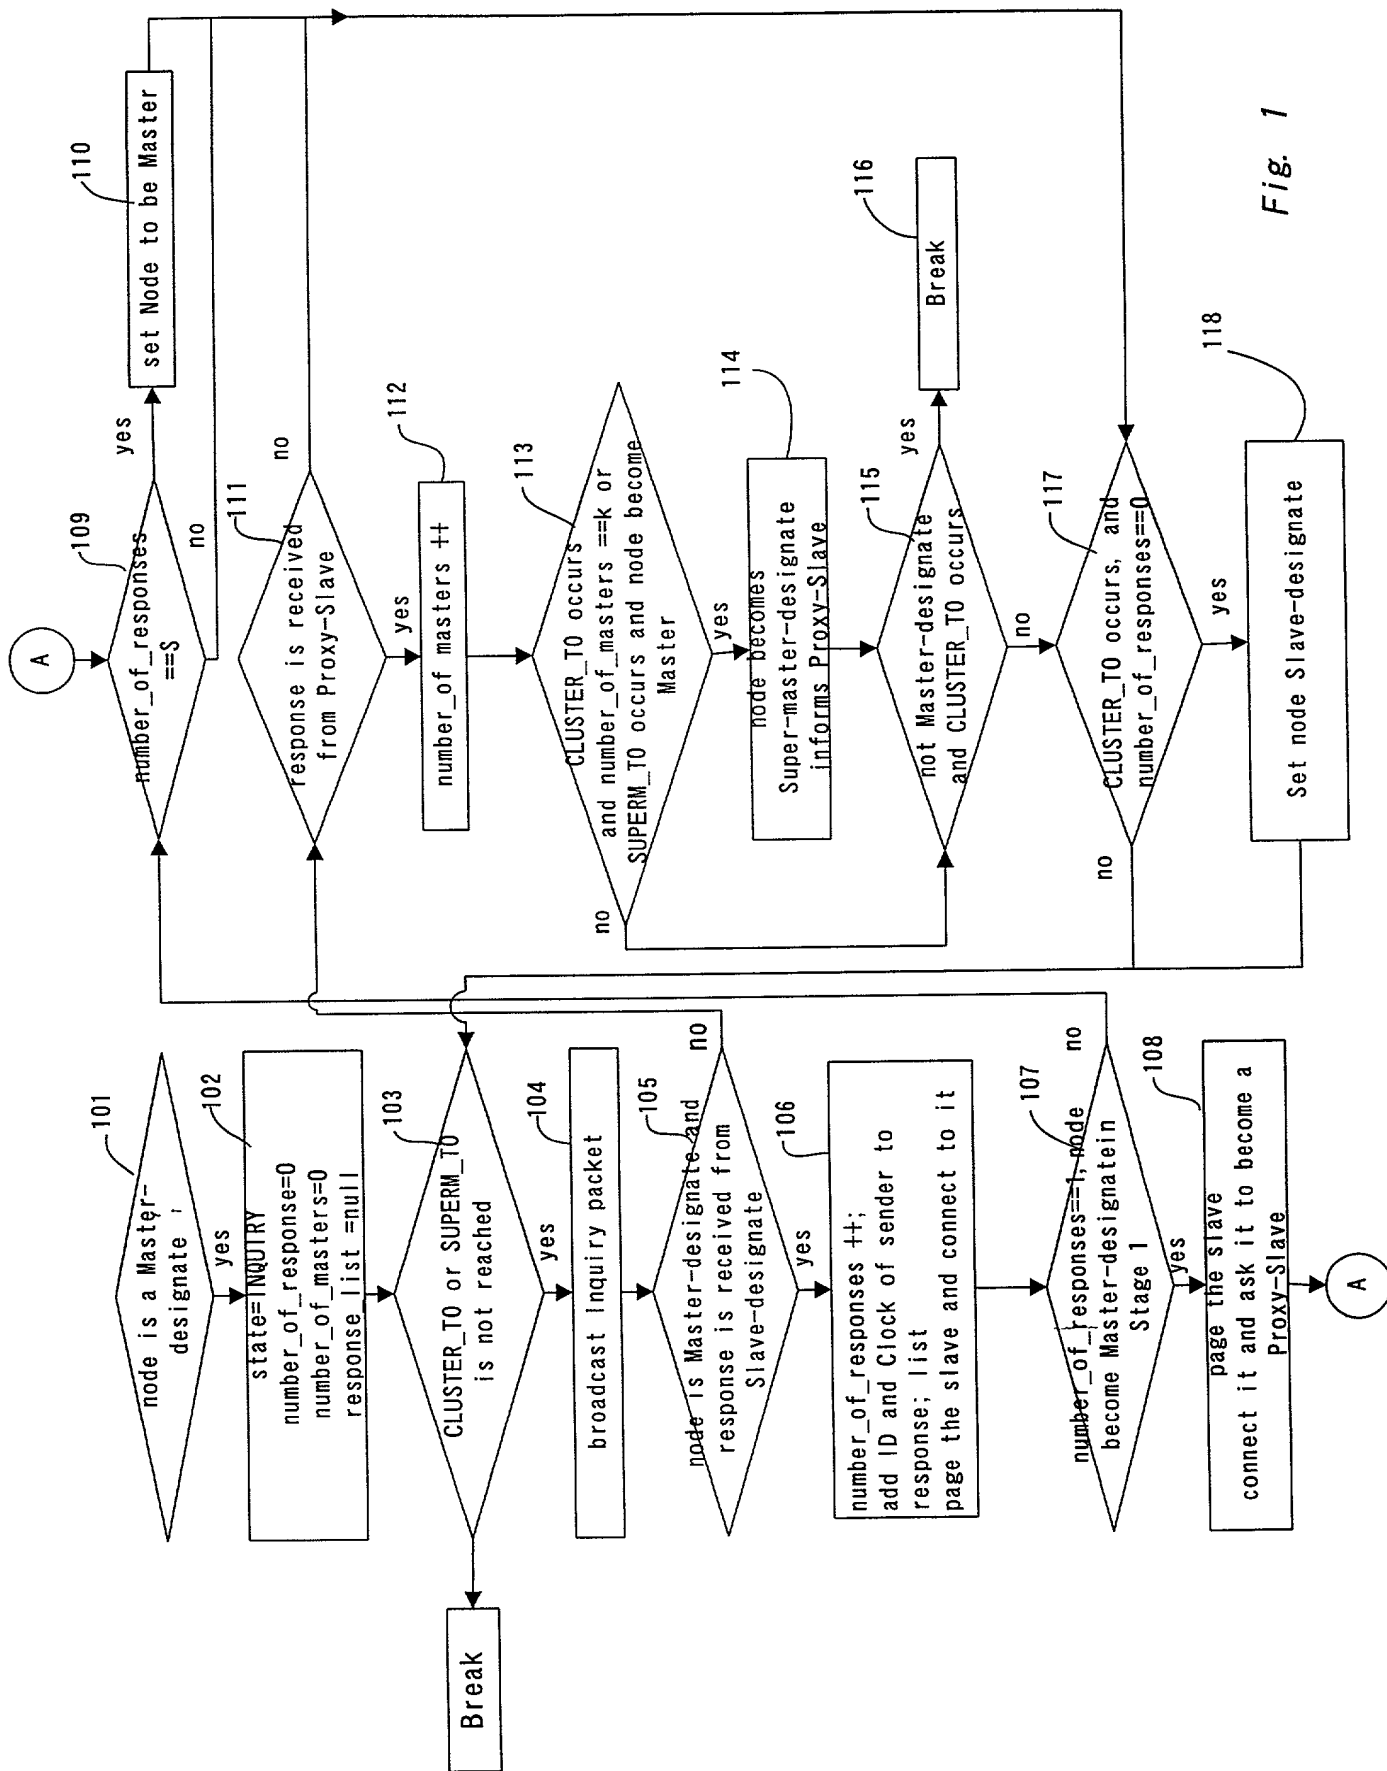 101
node is a Master-
designate ;
yes
102
state=INQUIRY
number_of_response=0
number_of_masters=0
response_list =null
103
CLUSTER_TO or SUPERM_TO
is not reached
Break
yes
104
broadcast Inquiry packet
105
node is Master-designate and
response is received from
Slave-designate
no
yes
106
number_of_responses ++;
add ID and Clock of sender to
response; list
page the slave and connect to it
107
number_of_responses==1, node
become Master-designatein
Stage 1
no
yes
108
page the slave
connect it and ask it to become a
Proxy-Slave
A
A
109
number_of_responses
==S
yes
no
110
set Node to be Master
111
response is received
from Proxy-Slave
no
yes
112
number_of masters ++
113
CLUSTER_TO occurs
and number_of_masters ==k or
SUPERM_TO occurs and node become
Master
no
yes
114
node becomes
Super-master-designate
informs Proxy-Slave
115
not Master-designate
and CLUSTER_TO occurs
yes
no
116
Break
117
CLUSTER_TO occurs, and
number_of_responses==0
no
yes
118
Set node Slave-designate
Fig. 1